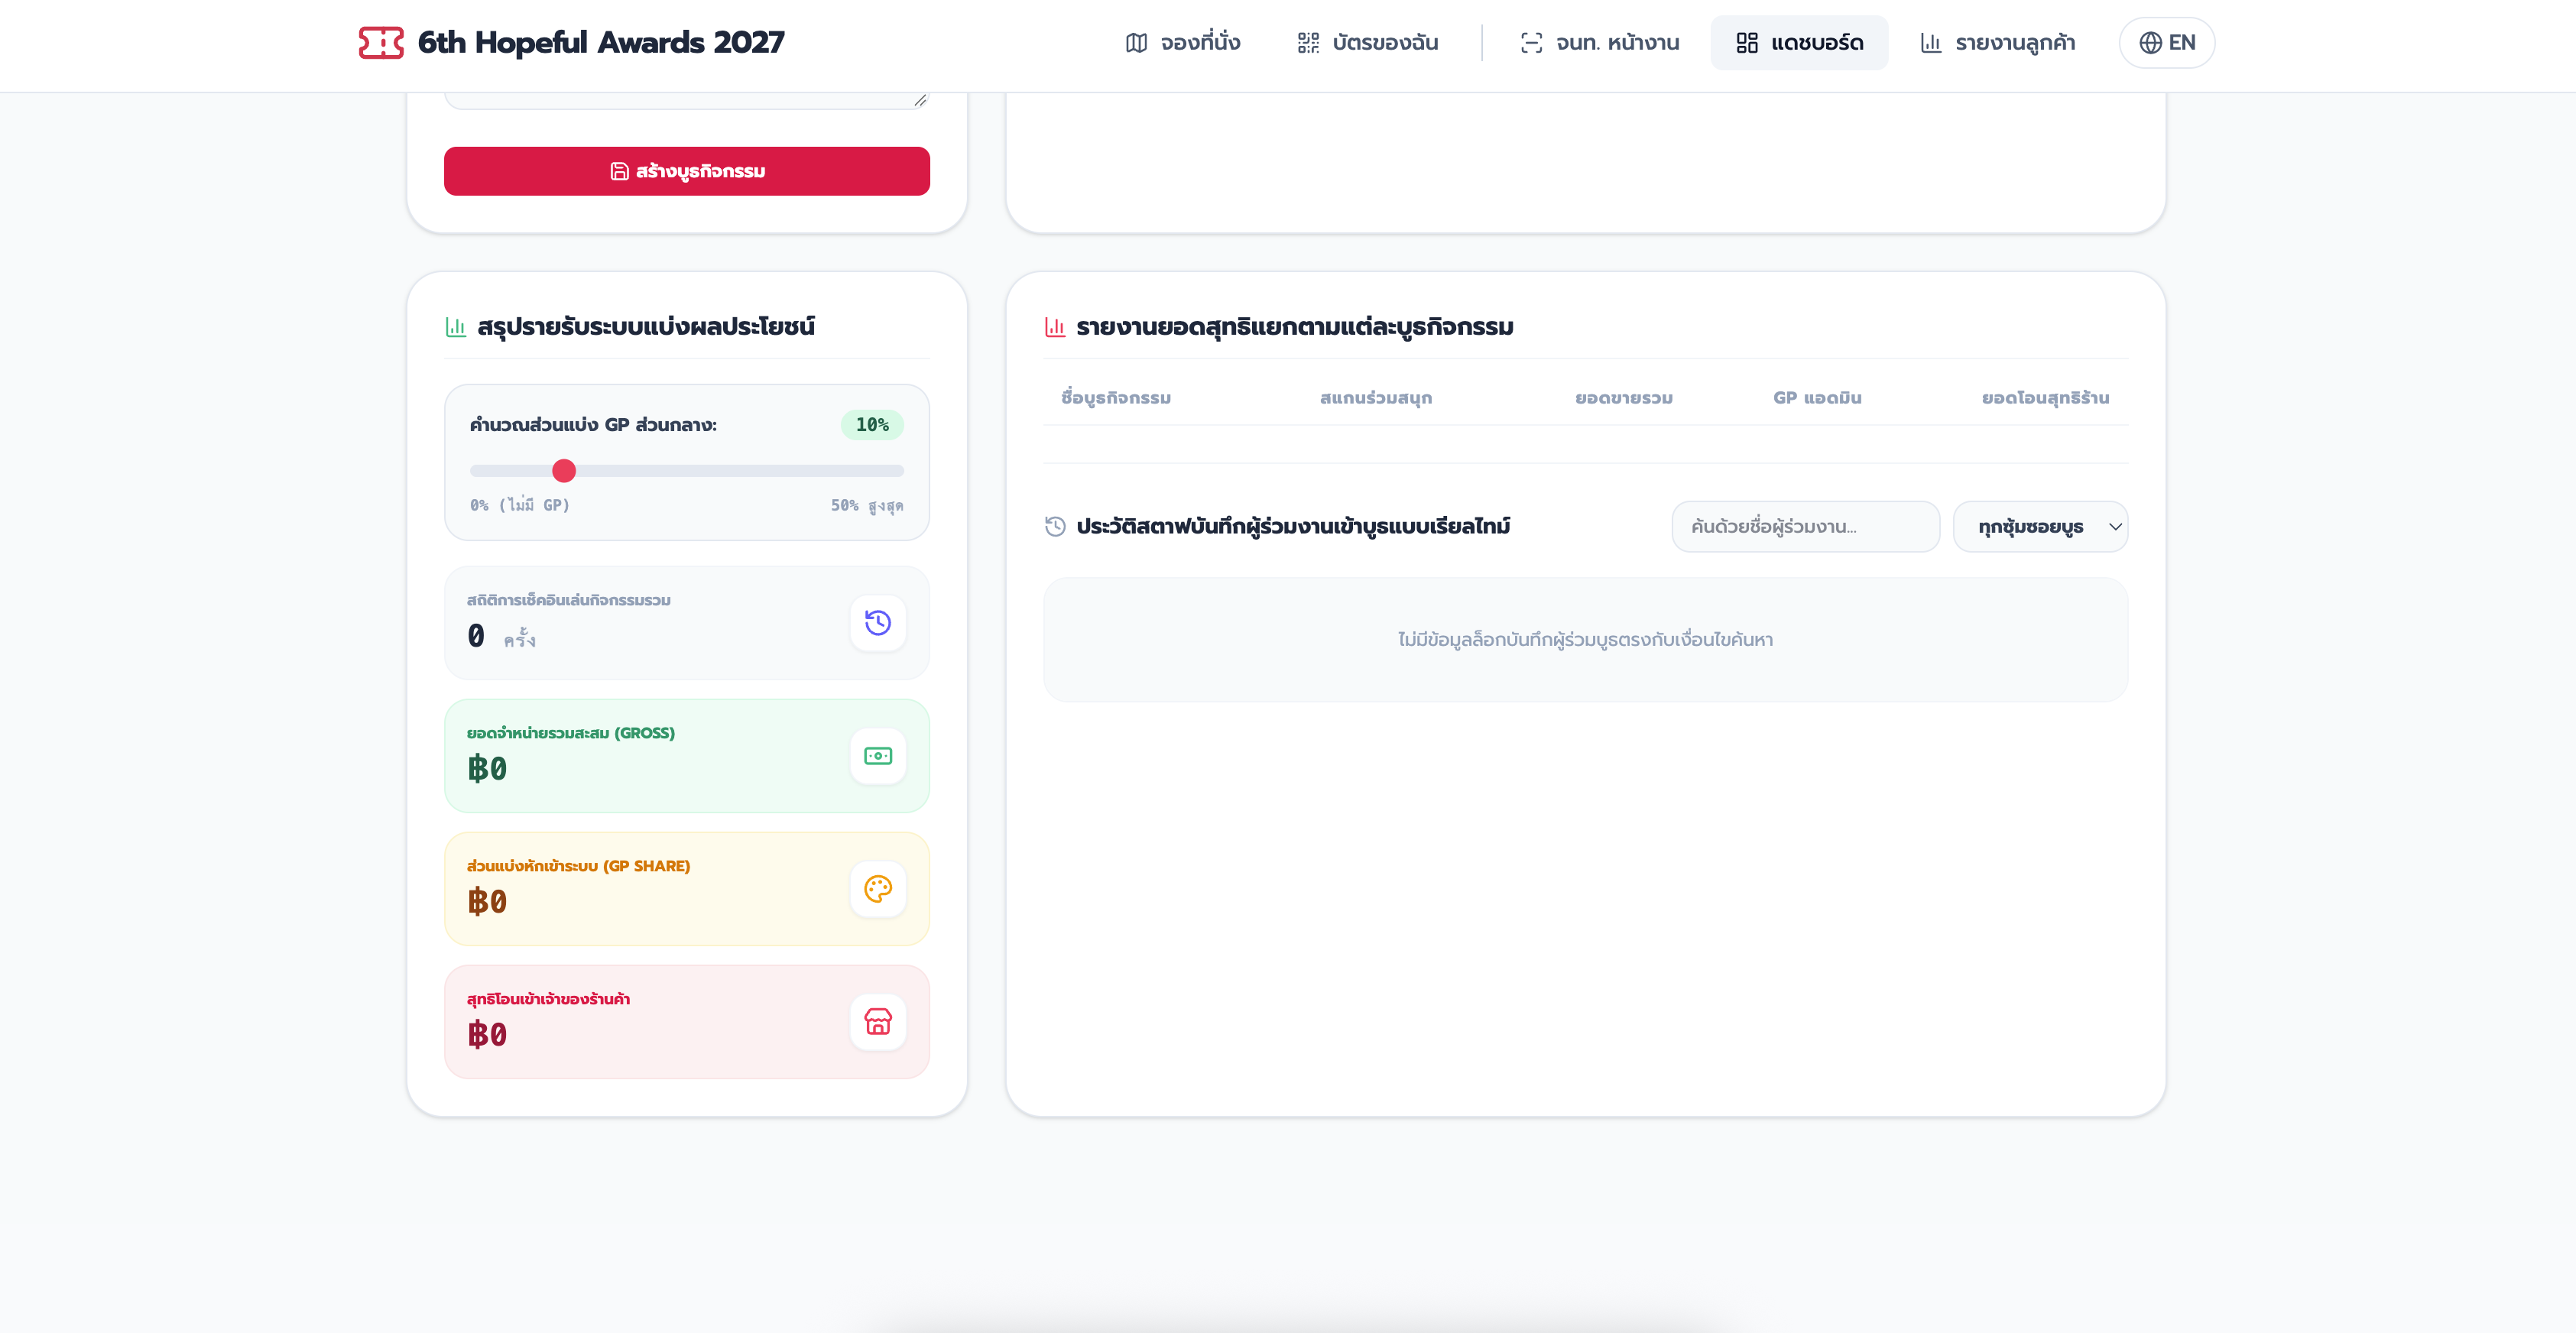 6th Hopeful Awards 2027
จองที่นั่ง
บัตรของฉัน
จนท. หน้างาน
แดชบอร์ด
รายงานลูกค้า
EN
สร้างบูธกิจกรรม
สรุปรายรับระบบแบ่งผลประโยชน์
คำนวณส่วนแบ่ง GP ส่วนกลาง:
10%
0% (ไม่มี GP)
50% สูงสุด
สถิติการเช็คอินเล่นกิจกรรมรวม
0 ครั้ง
ยอดจำหน่ายรวมสะสม (GROSS)
฿0
ส่วนแบ่งหักเข้าระบบ (GP SHARE)
฿0
สุทธิโอนเข้าเจ้าของร้านค้า
฿0
รายงานยอดสุทธิแยกตามแต่ละบูธกิจกรรม
ชื่อบูธกิจกรรม
สแกนร่วมสนุก
ยอดขายรวม
GP แอดมิน
ยอดโอนสุทธิร้าน
ประวัติสตาฟบันทึกผู้ร่วมงานเข้าบูธแบบเรียลไทม์
ค้นด้วยชื่อผู้ร่วมงาน...
ทุกซุ้มซอยบูธ
ไม่มีข้อมูลล็อกบันทึกผู้ร่วมบูธตรงกับเงื่อนไขค้นหา